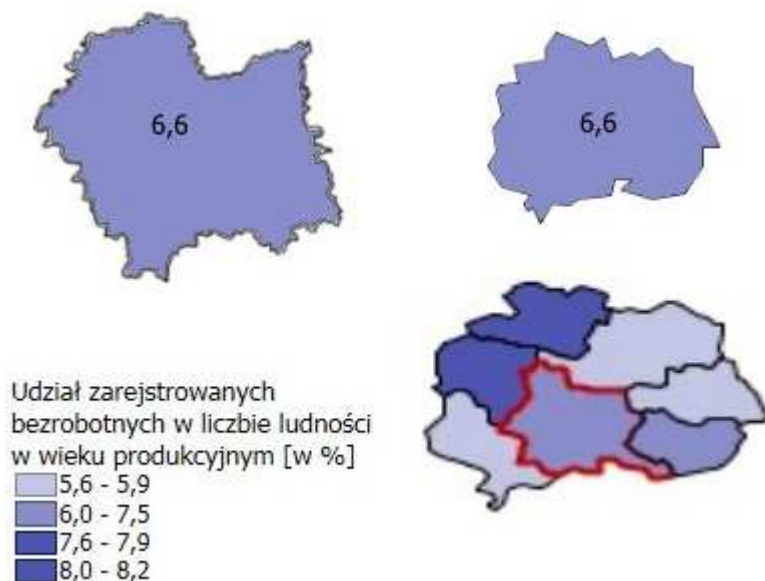 6,6
6,6
Udział zarejstrowanych
bezrobotnych w liczbie ludności
w wieku produkcyjnym [w %]
5,6 - 5,9
6,0 - 7,5
7,6 - 7,9
8,0 - 8,2